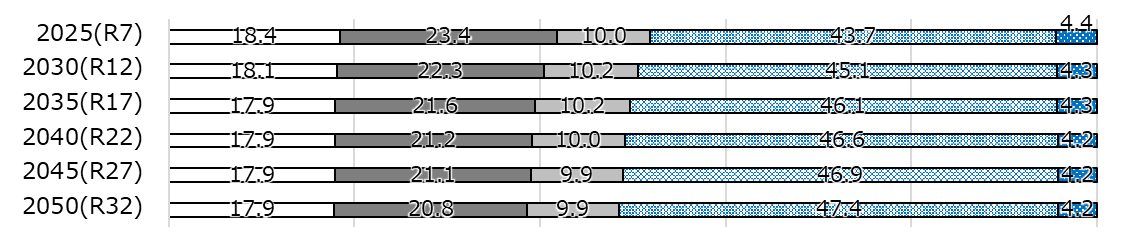 2025(R7) 18.4 23.4 10.0 43.7 4.4
2030(R12) 18.1 22.3 10.2 45.1 4.3
2035(R17) 17.9 21.6 10.2 46.1 4.3
2040(R22) 17.9 21.2 10.0 46.6 4.2
2045(R27) 17.9 21.1 9.9 46.9 4.2
2050(R32) 17.9 20.8 9.9 47.4 4.2